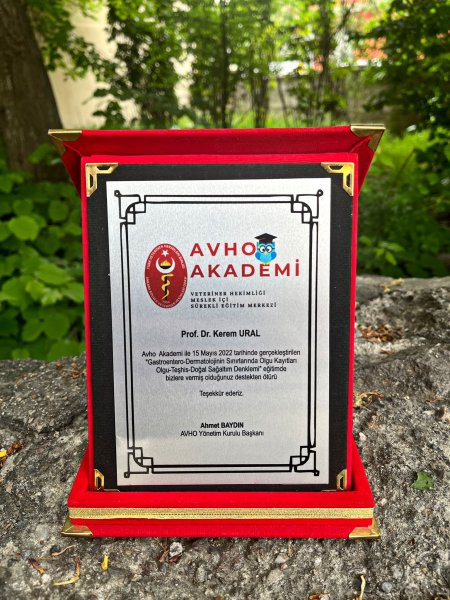 AVHO
AKADEMİ
VETERİNER HEKİMLİĞİ
MESLEK İÇİ
SÜREKLİ EĞİTİM MERKEZİ
Prof. Dr. Kerem URAL
Avho Akademi ile 15 Mayıs 2022 tarihinde gerçekleştirilen
"Gastroentero-Dermatolojinin Sınırlarında Olgu Kayıtları
Olgu-Teşhis-Doğal Sağaltım Denklemi" eğitimde
bizlere vermiş olduğunuz destekten ötürü
Teşekkür ederiz.
Ahmet BAYDIN
AVHO Yönetim Kurulu Başkanı